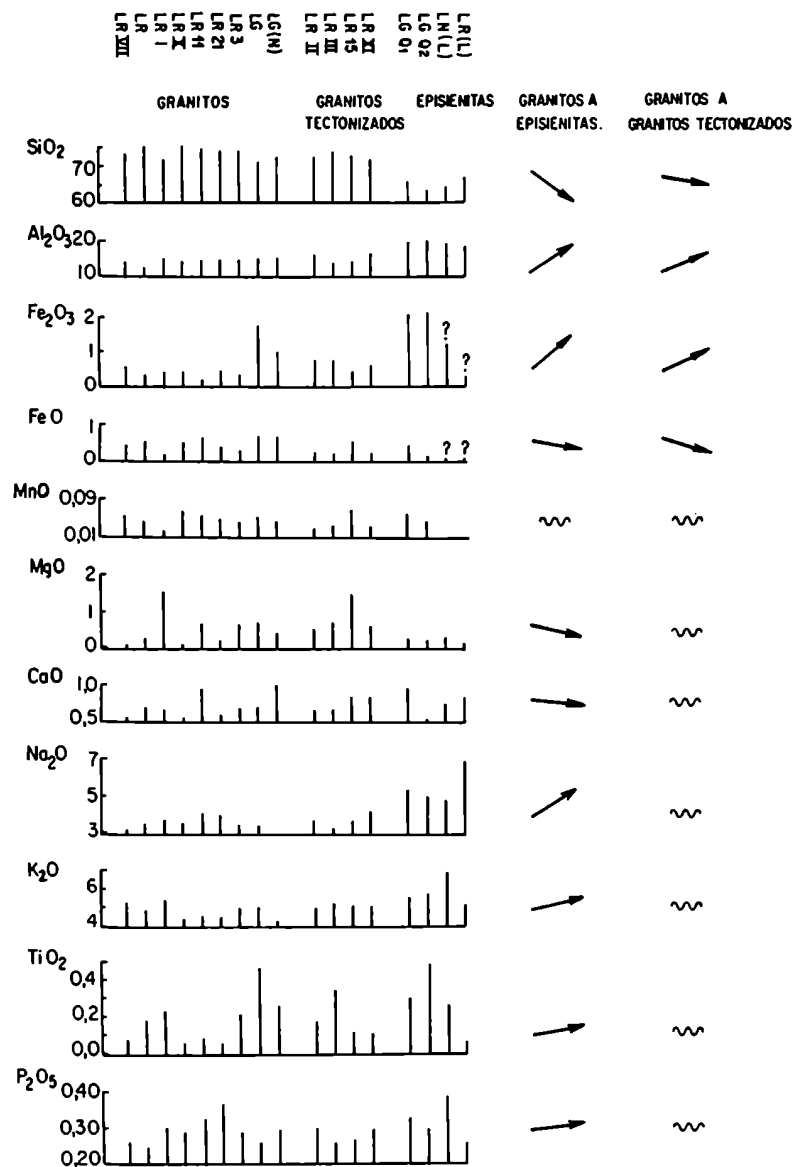 LR VII LR LR I LR X LR 11 LR 21 LR 3 LG LG(N) LR II LR III LR 15 LR XI LG Q1 LG Q2 LN(L) LR(L)
GRANITOS
GRANITOS TECTONIZADOS
EPISIENITAS
GRANITOS A EPISIENITAS.
GRANITOS A GRANITOS TECTONIZADOS
SiO2
70
60
Al2O3 20
10
Fe2O3
2
1
0
? ?
FeO
1
0
? ?
MnO
0,09
0,01
MgO
2
1
0
CaO
1,0
0,5
Na2O
7
5
3
K2O
6
4
TiO2
0,4
0,2
0,0
P2O5
0,40
0,30
0,20